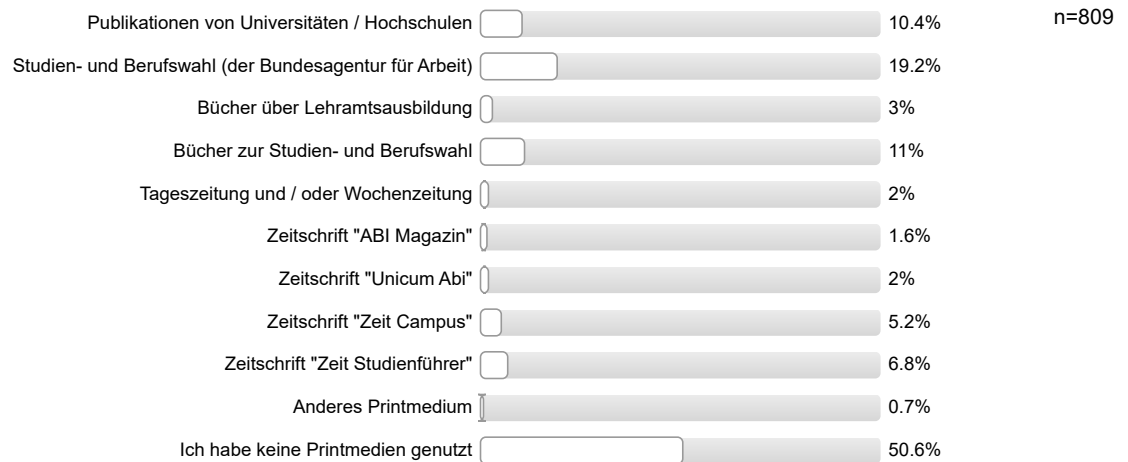 Publikationen von Universitäten / Hochschulen 10.4% n=809
Studien- und Berufswahl (der Bundesagentur für Arbeit) 19.2%
Bücher über Lehramtsausbildung 3%
Bücher zur Studien- und Berufswahl 11%
Tageszeitung und / oder Wochenzeitung 2%
Zeitschrift "ABI Magazin" 1.6%
Zeitschrift "Unicum Abi" 2%
Zeitschrift "Zeit Campus" 5.2%
Zeitschrift "Zeit Studienführer" 6.8%
Anderes Printmedium 0.7%
Ich habe keine Printmedien genutzt 50.6%